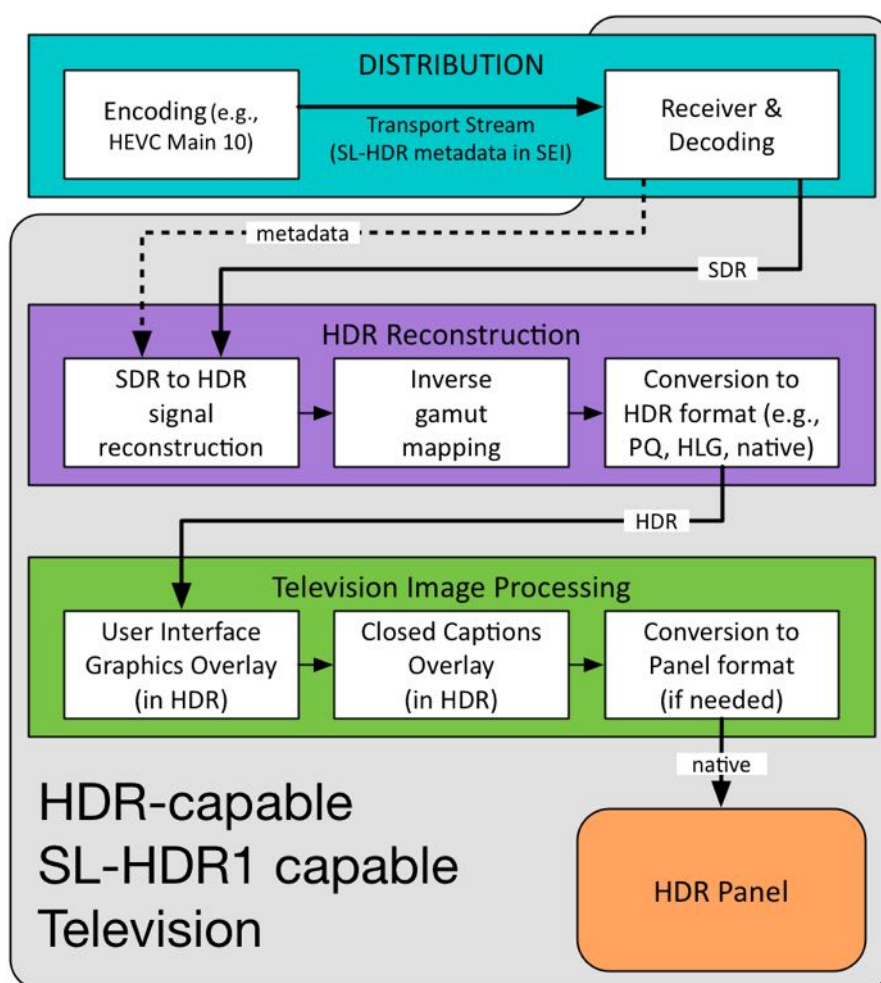 DISTRIBUTION
Encoding (e.g.,
HEVC Main 10)
Transport Stream
(SL-HDR metadata in SEI)
Receiver &
Decoding
metadata
SDR
HDR Reconstruction
SDR to HDR
signal
reconstruction
Inverse
gamut
mapping
Conversion to
HDR format (e.g.,
PQ, HLG, native)
HDR
Television Image Processing
User Interface
Graphics Overlay
(in HDR)
Closed Captions
Overlay
(in HDR)
Conversion to
Panel format
(if needed)
native
HDR-capable
SL-HDR1 capable
Television
HDR Panel